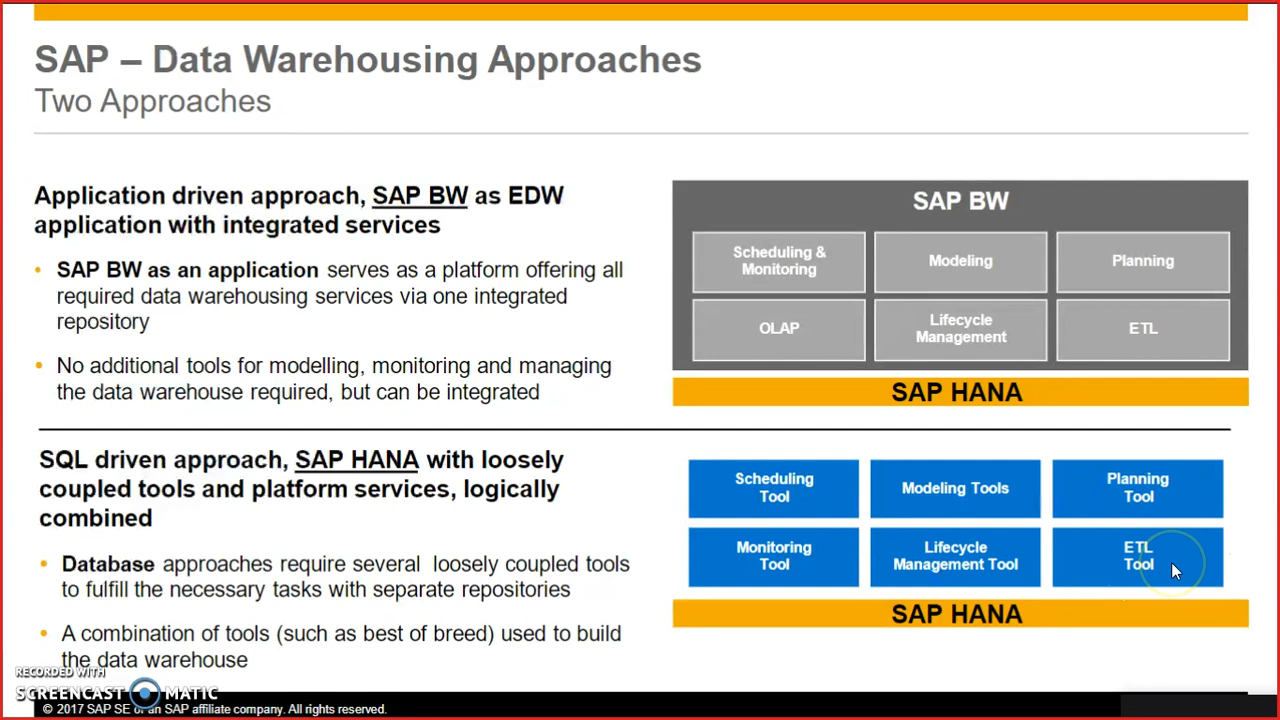 SAP – Data Warehousing Approaches
Two Approaches
Application driven approach, SAP BW as EDW
application with integrated services
• SAP BW as an application serves as a platform offering all
required data warehousing services via one integrated
repository
• No additional tools for modelling, monitoring and managing
the data warehouse required, but can be integrated
SAP BW
Scheduling &
Monitoring
Modeling
Planning
OLAP
Lifecycle
Management
ETL
SAP HANA
SQL driven approach, SAP HANA with loosely
coupled tools and platform services, logically
combined
• Database approaches require several loosely coupled tools
to fulfill the necessary tasks with separate repositories
• A combination of tools (such as best of breed) used to build
the data warehouse
Scheduling
Tool
Modeling Tools
Planning
Tool
Monitoring
Tool
Lifecycle
Management Tool
ETL
Tool
SAP HANA
RECORDED WITH
SCREENCAST MATIC
© 2017 SAP SE or an SAP affiliate company. All rights reserved.